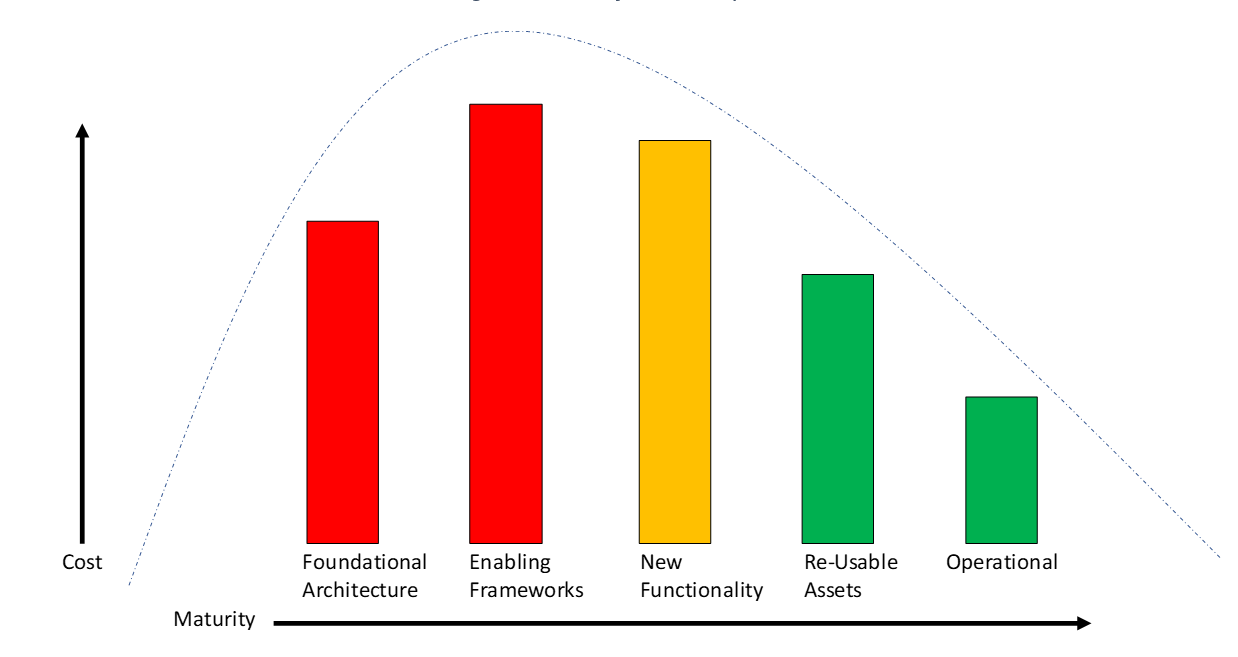 Cost
Foundational
Architecture
Enabling
Frameworks
New
Functionality
Re-Usable
Assets
Operational
Maturity